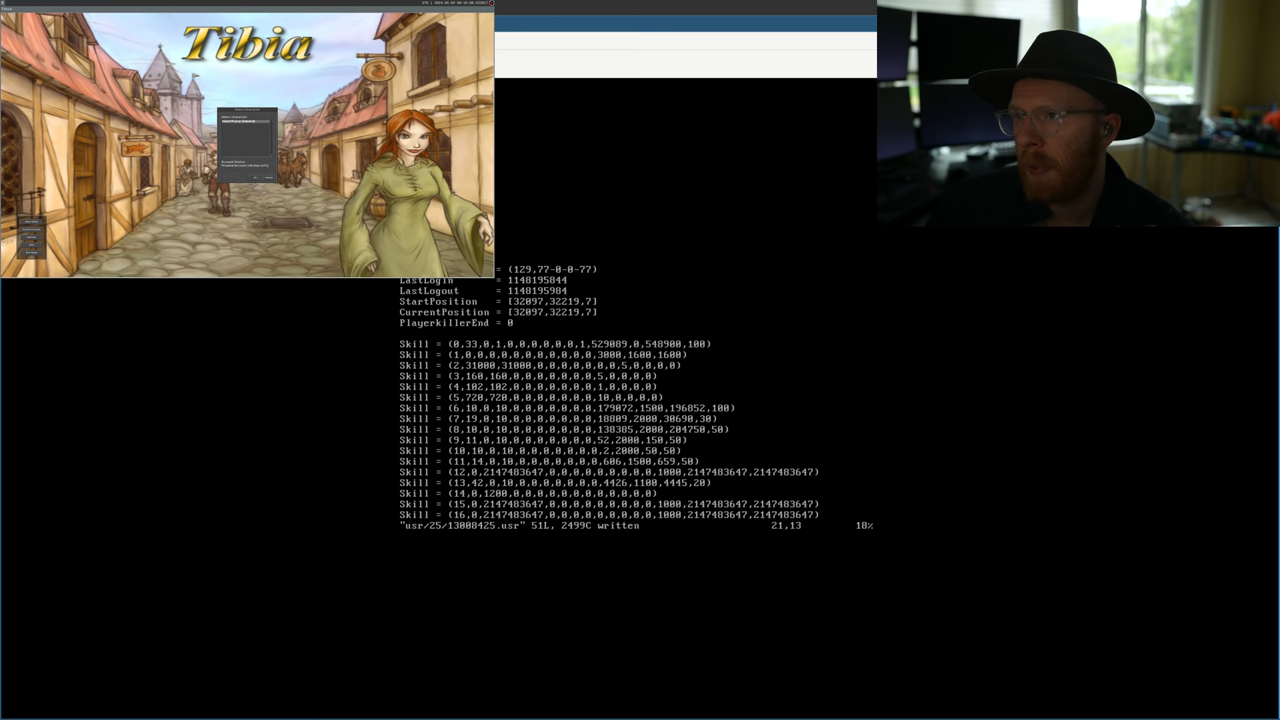 Tibia
Tibia
= (129,77-0-0-77)
LastLogin = 1148195844
LastLogout = 1148195984
StartPosition = [32097,32219,7]
CurrentPosition = [32097,32219,7]
PlayerkillerEnd = 0
Skill = (0,33,0,1,0,0,0,0,0,0,1,529089,0,548900,100)
Skill = (1,0,0,0,0,0,0,0,0,0,0,0,3000,1600,1600)
Skill = (2,31000,31000,0,0,0,0,0,0,0,5,0,0,0,0)
Skill = (3,160,160,0,0,0,0,0,0,0,5,0,0,0,0)
Skill = (4,102,102,0,0,0,0,0,0,0,1,0,0,0,0)
Skill = (5,720,720,0,0,0,0,0,0,0,10,0,0,0,0)
Skill = (6,10,0,10,0,0,0,0,0,0,0,179072,1500,196852,100)
Skill = (7,19,0,10,0,0,0,0,0,0,0,18809,2000,30690,30)
Skill = (8,10,0,10,0,0,0,0,0,0,0,138385,2000,204750,50)
Skill = (9,11,0,10,0,0,0,0,0,0,0,52,2000,150,50)
Skill = (10,10,0,10,0,0,0,0,0,0,0,2,2000,50,50)
Skill = (11,14,0,10,0,0,0,0,0,0,0,606,1500,659,50)
Skill = (12,0,2147483647,0,0,0,0,0,0,0,0,1000,2147483647,2147483647)
Skill = (13,42,0,10,0,0,0,0,0,0,0,4426,1100,4445,20)
Skill = (14,0,1200,0,0,0,0,0,0,0,0,0,0,0,0)
Skill = (15,0,2147483647,0,0,0,0,0,0,0,0,1000,2147483647,2147483647)
Skill = (16,0,2147483647,0,0,0,0,0,0,0,0,1000,2147483647,2147483647)
"usr/25/13008425.usr" 51L, 2499C written 21,13 18%